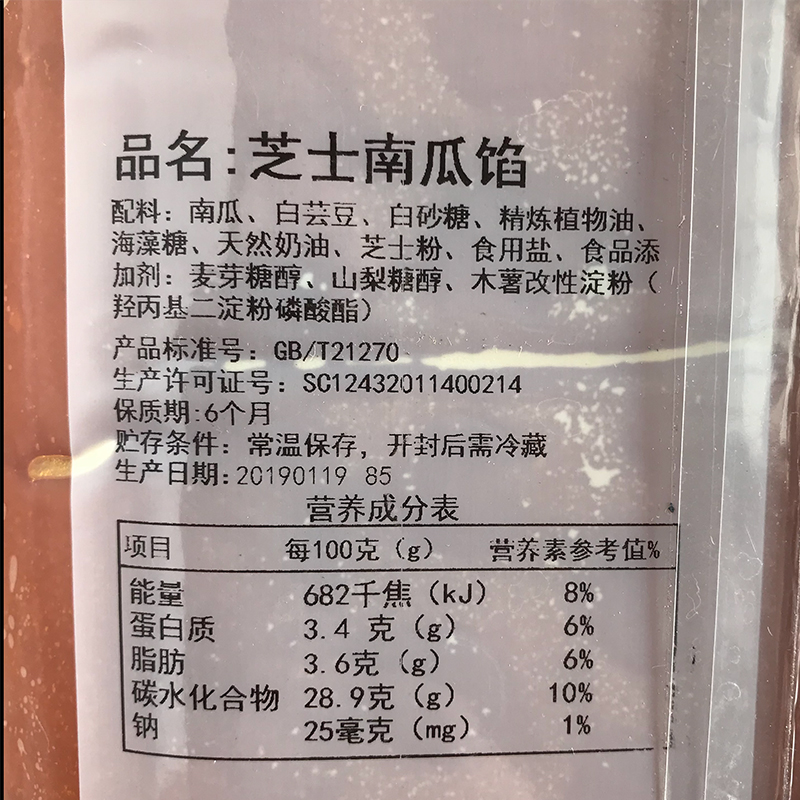 品名:芝士南瓜馅
配料：南瓜、白芸豆、白砂糖、精炼植物油、
海藻糖、天然奶油、芝士粉、食用盐、食品添
加剂：麦芽糖醇、山梨糖醇、木薯改性淀粉（
羟丙基二淀粉磷酸酯）
产品标准号：GB/T21270
生产许可证号：SC12432011400214
保质期:6个月
贮存条件：常温保存，开封后需冷藏
生产日期:20190119 85
营养成分表
项目 每100克（g） 营养素参考值%
能量 682千焦（kJ） 8%
蛋白质 3.4 克（g） 6%
脂肪 3.6克（g） 6%
碳水化合物 28.9克（g） 10%
钠 25毫克（mg） 1%